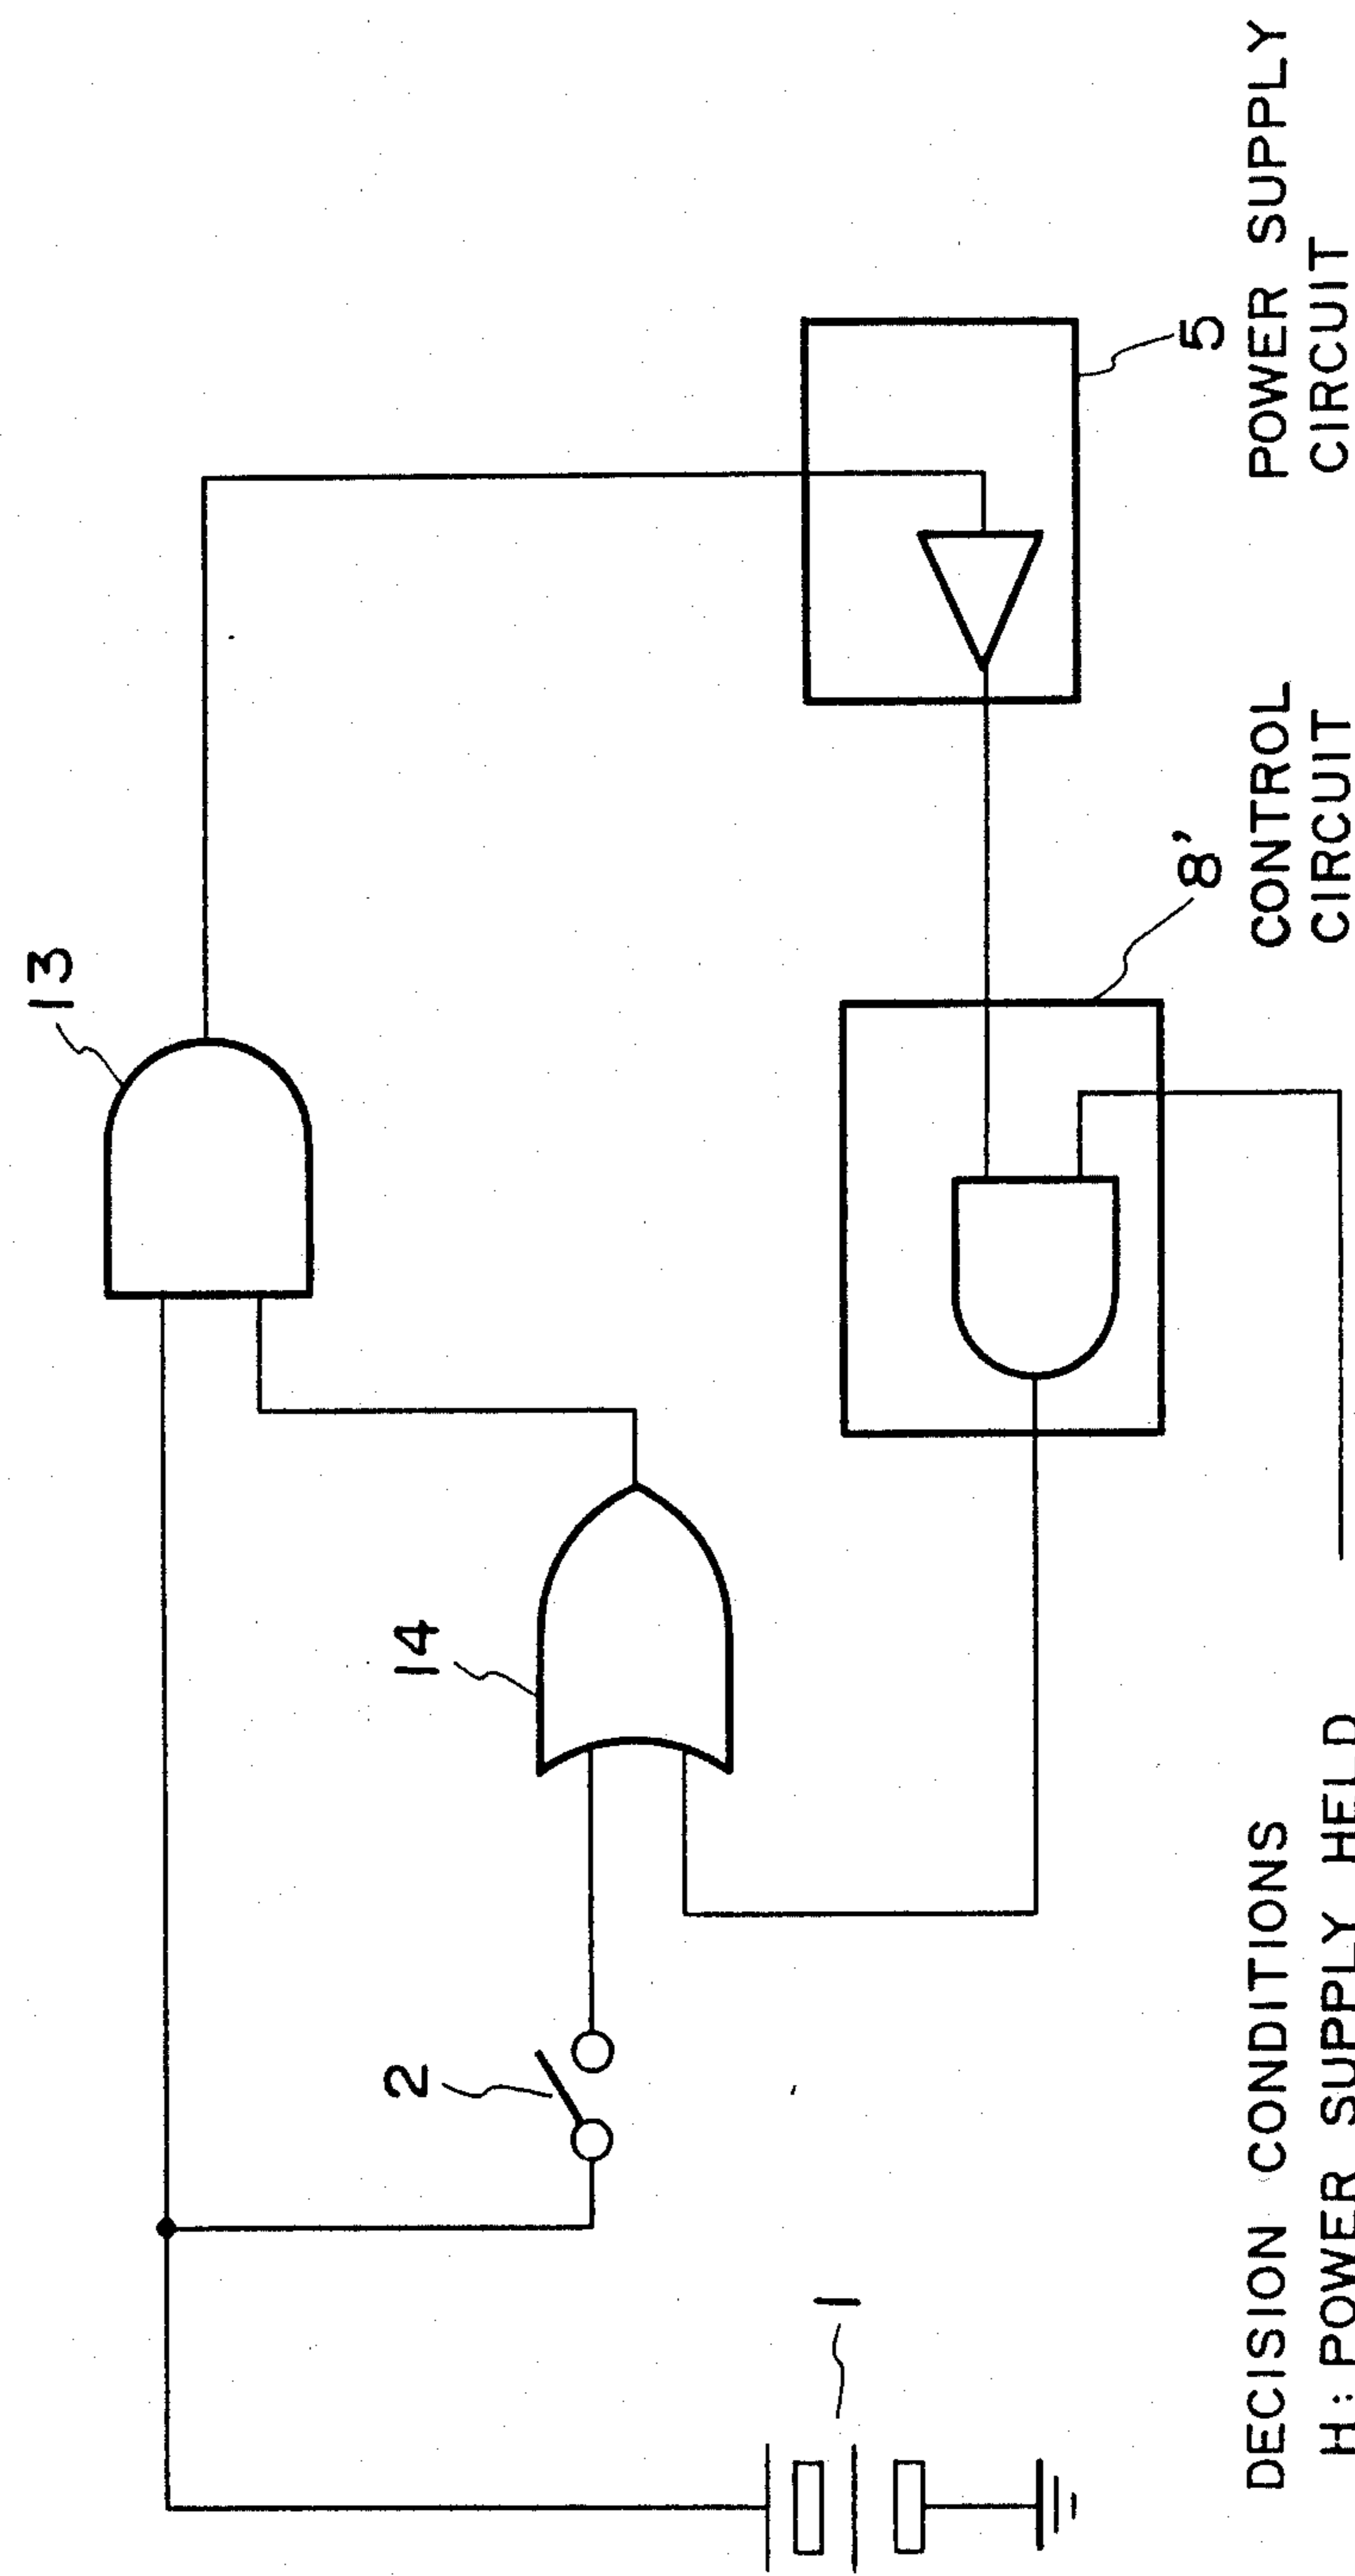 13
14
2
1
5
8'
POWER SUPPLY
CIRCUIT
CONTROL
CIRCUIT
DECISION CONDITIONS
H: POWER SUPPLY HELD